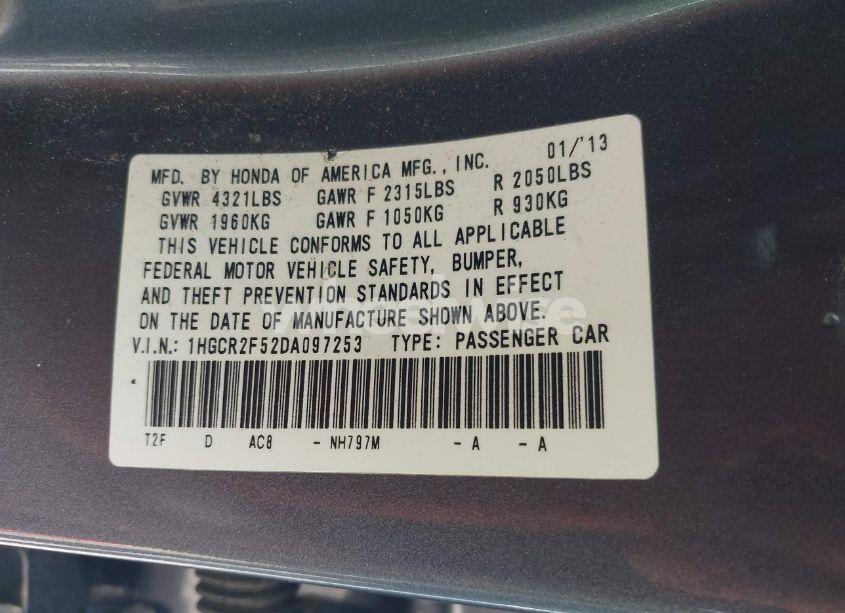 MFD. BY HONDA OF AMERICA MFG., INC. 01/'13
GVWR 4321LBS GAWR F 2315LBS R 2050LBS
GVWR 1960KG GAWR F 1050KG R 930KG
THIS VEHICLE CONFORMS TO ALL APPLICABLE
FEDERAL MOTOR VEHICLE SAFETY, BUMPER,
AND THEFT PREVENTION STANDARDS IN EFFECT
ON THE DATE OF MANUFACTURE SHOWN ABOVE.
V.I.N.: 1HGCR2F52DA097253 TYPE: PASSENGER CAR
T2F D AC8 - NH797M - A - A